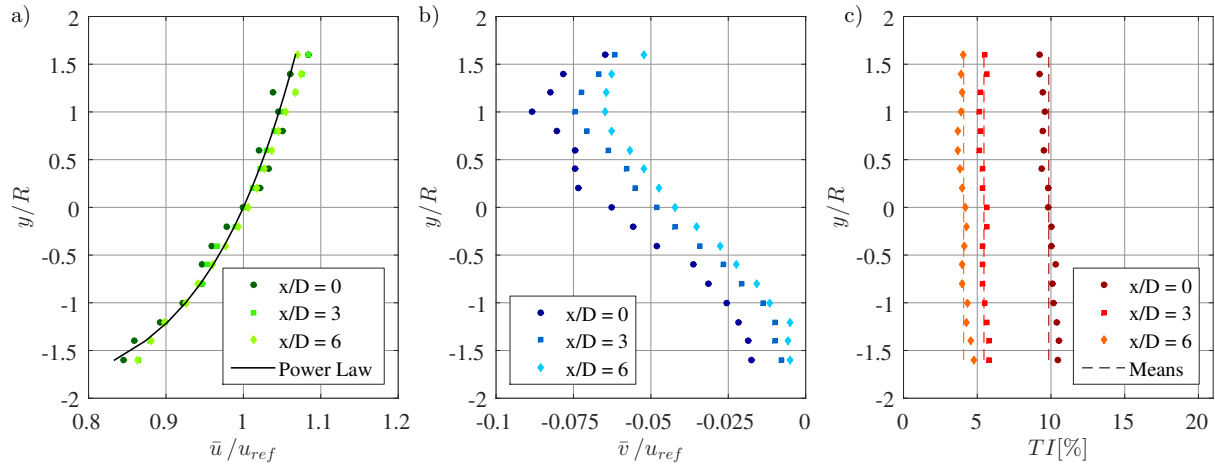 a)
2
1.5
1
0.5
0
-0.5
-1
-1.5
-2
y/R
0.8 0.9 1 1.1 1.2
ū/u_ref
x/D = 0
x/D = 3
x/D = 6
Power Law
b)
2
1.5
1
0.5
0
-0.5
-1
-1.5
-2
y/R
-0.1 -0.075 -0.05 -0.025 0
v̄/u_ref
x/D = 0
x/D = 3
x/D = 6
c)
2
1.5
1
0.5
0
-0.5
-1
-1.5
-2
y/R
0 5 10 15 20
TI[%]
x/D = 0
x/D = 3
x/D = 6
Means